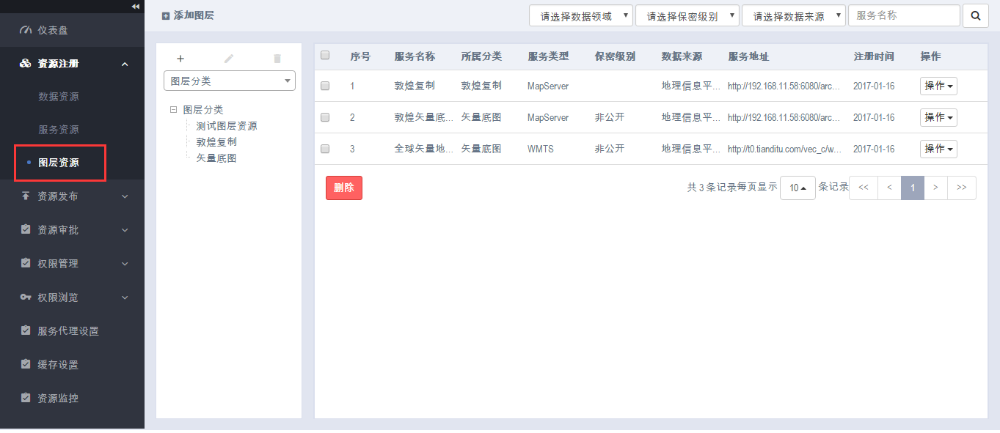 添加图层 请选择数据领域 请选择保密级别 请选择数据来源 服务名称
仪表盘
资源注册
数据资源
服务资源
图层资源
资源发布
资源审批
权限管理
权限浏览
服务代理设置
缓存设置
资源监控
图层分类
图层分类
测试图层资源
敦煌复制
矢量底图
序号 服务名称 所属分类 服务类型 保密级别 数据来源 服务地址 注册时间 操作
1 敦煌复制 敦煌复制 MapServer 地理信息平... http://192.168.11.58:6080/arc... 2017-01-16 操作
2 敦煌矢量底... 矢量底图 MapServer 非公开 地理信息平... http://192.168.11.58:6080/arc... 2017-01-16 操作
3 全球矢量地... 矢量底图 WMTS 非公开 地理信息平... http://t0.tianditu.com/vec_c/w... 2017-01-16 操作
删除 共 3 条记录每页显示 10 条记录 << < 1 > >>